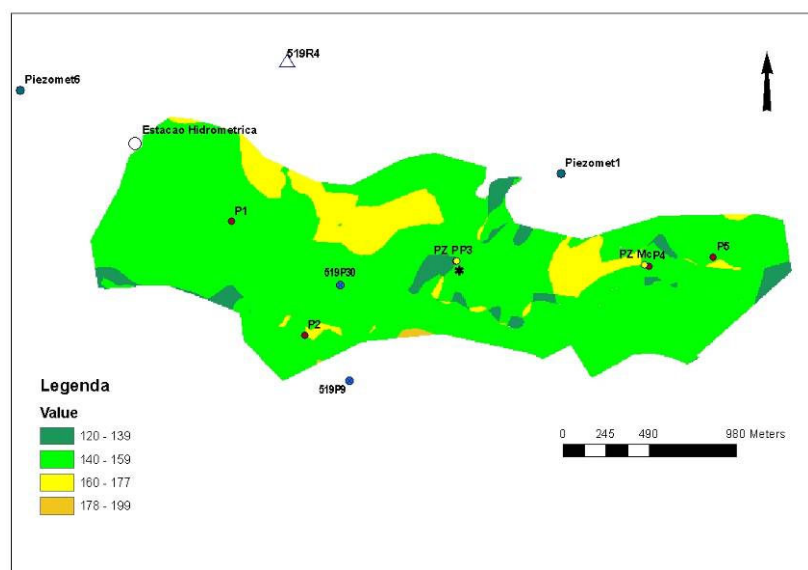 519R4
Piezomet6
Estacao Hidrometrica
Piezomet1
P1
PZ PP3
PZ McP4
P5
519P30
P2
519P9
Legenda
Value
120 - 139
140 - 159
160 - 177
178 - 199
0 245 490 980 Meters